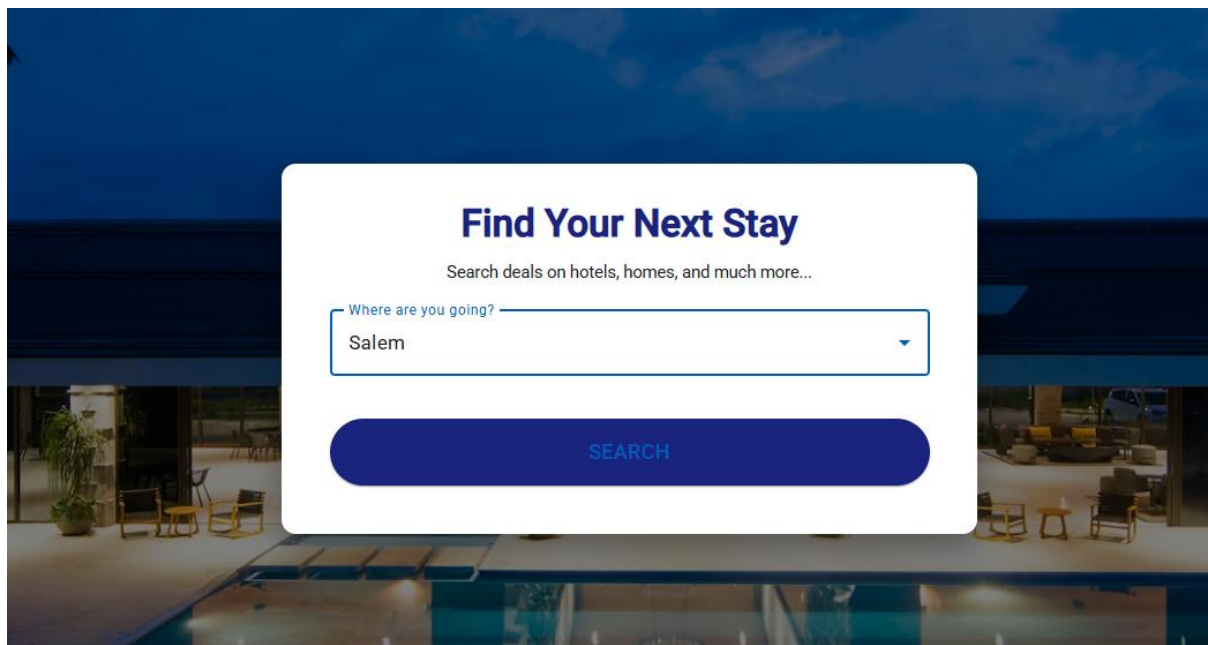 Find Your Next Stay
Search deals on hotels, homes, and much more...
Where are you going?
Salem
SEARCH